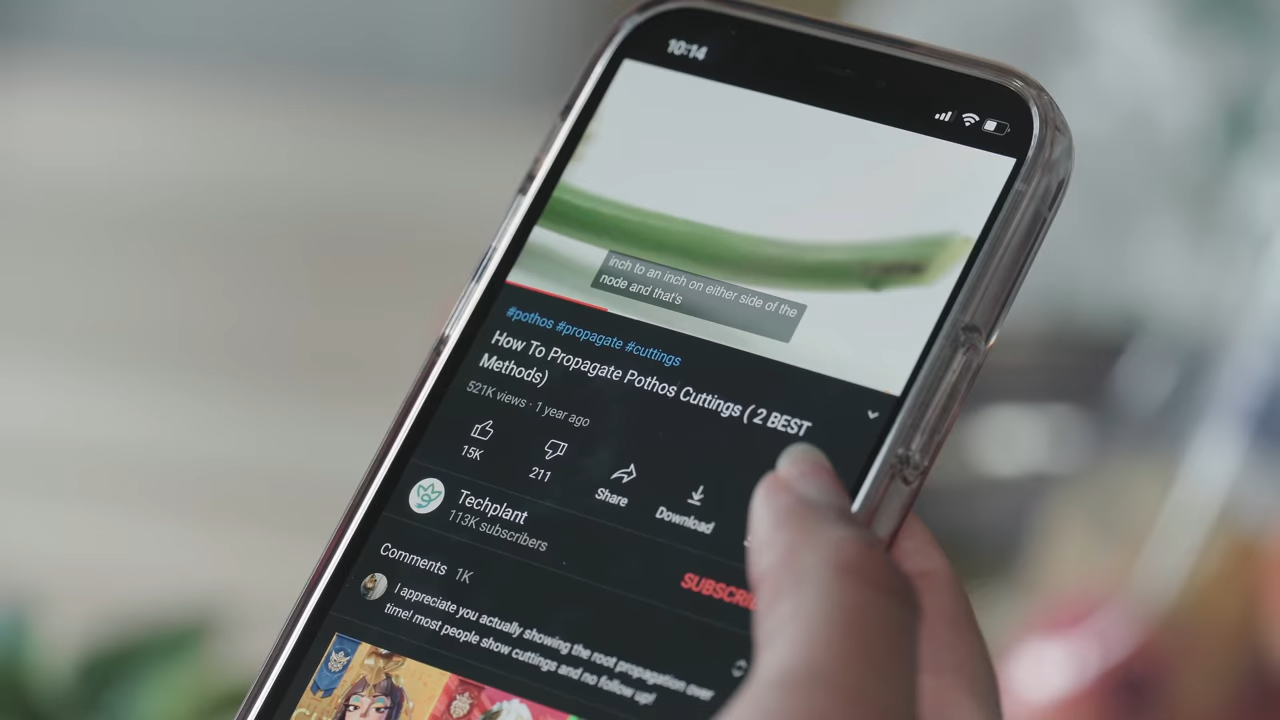 10:14
inch to an inch on either side of the
node and that's
#pothos #propagate #cuttings
How To Propagate Pothos Cuttings ( 2 BEST
Methods)
521K views · 1 year ago
15K
211
Share
Download
Techplant
113K subscribers
SUBSCRI
Comments 1K
I appreciate you actually showing the root propagation over
time! most people show cuttings and no follow up!